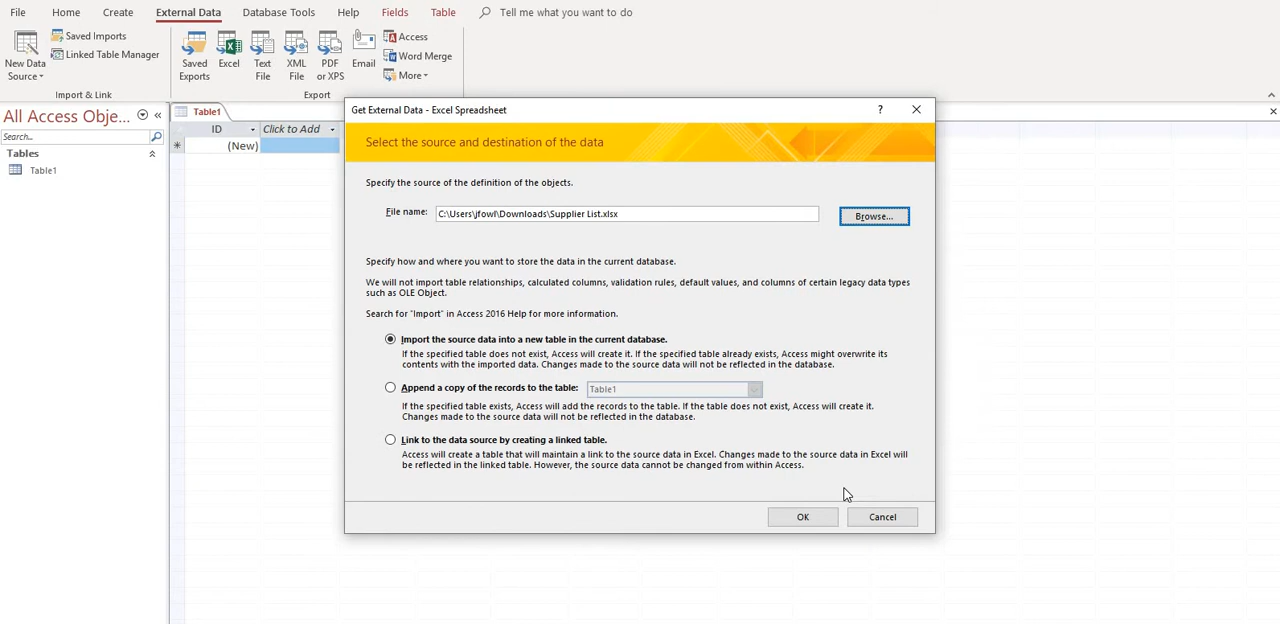 File Home Create External Data Database Tools Help Fields Table Tell me what you want to do
New Data Source
Saved Imports
Linked Table Manager
Import & Link
Saved Exports
Excel
Text File
XML File
PDF or XPS
Email
Access
Word Merge
More
Export
All Access Obje...
Search...
Tables
Table1
Table1
ID Click to Add
(New)
Get External Data - Excel Spreadsheet ?
Select the source and destination of the data
Specify the source of the definition of the objects.
File name: C:\Users\jfowl\Downloads\Supplier List.xlsx Browse...
Specify how and where you want to store the data in the current database.
We will not import table relationships, calculated columns, validation rules, default values, and columns of certain legacy data types
such as OLE Object.
Search for "Import" in Access 2016 Help for more information.
Import the source data into a new table in the current database.
If the specified table does not exist, Access will create it. If the specified table already exists, Access might overwrite its
contents with the imported data. Changes made to the source data will not be reflected in the database.
Append a copy of the records to the table: Table1
If the specified table exists, Access will add the records to the table. If the table does not exist, Access will create it.
Changes made to the source data will not be reflected in the database.
Link to the data source by creating a linked table.
Access will create a table that will maintain a link to the source data in Excel. Changes made to the source data in Excel will
be reflected in the linked table. However, the source data cannot be changed from within Access.
OK Cancel